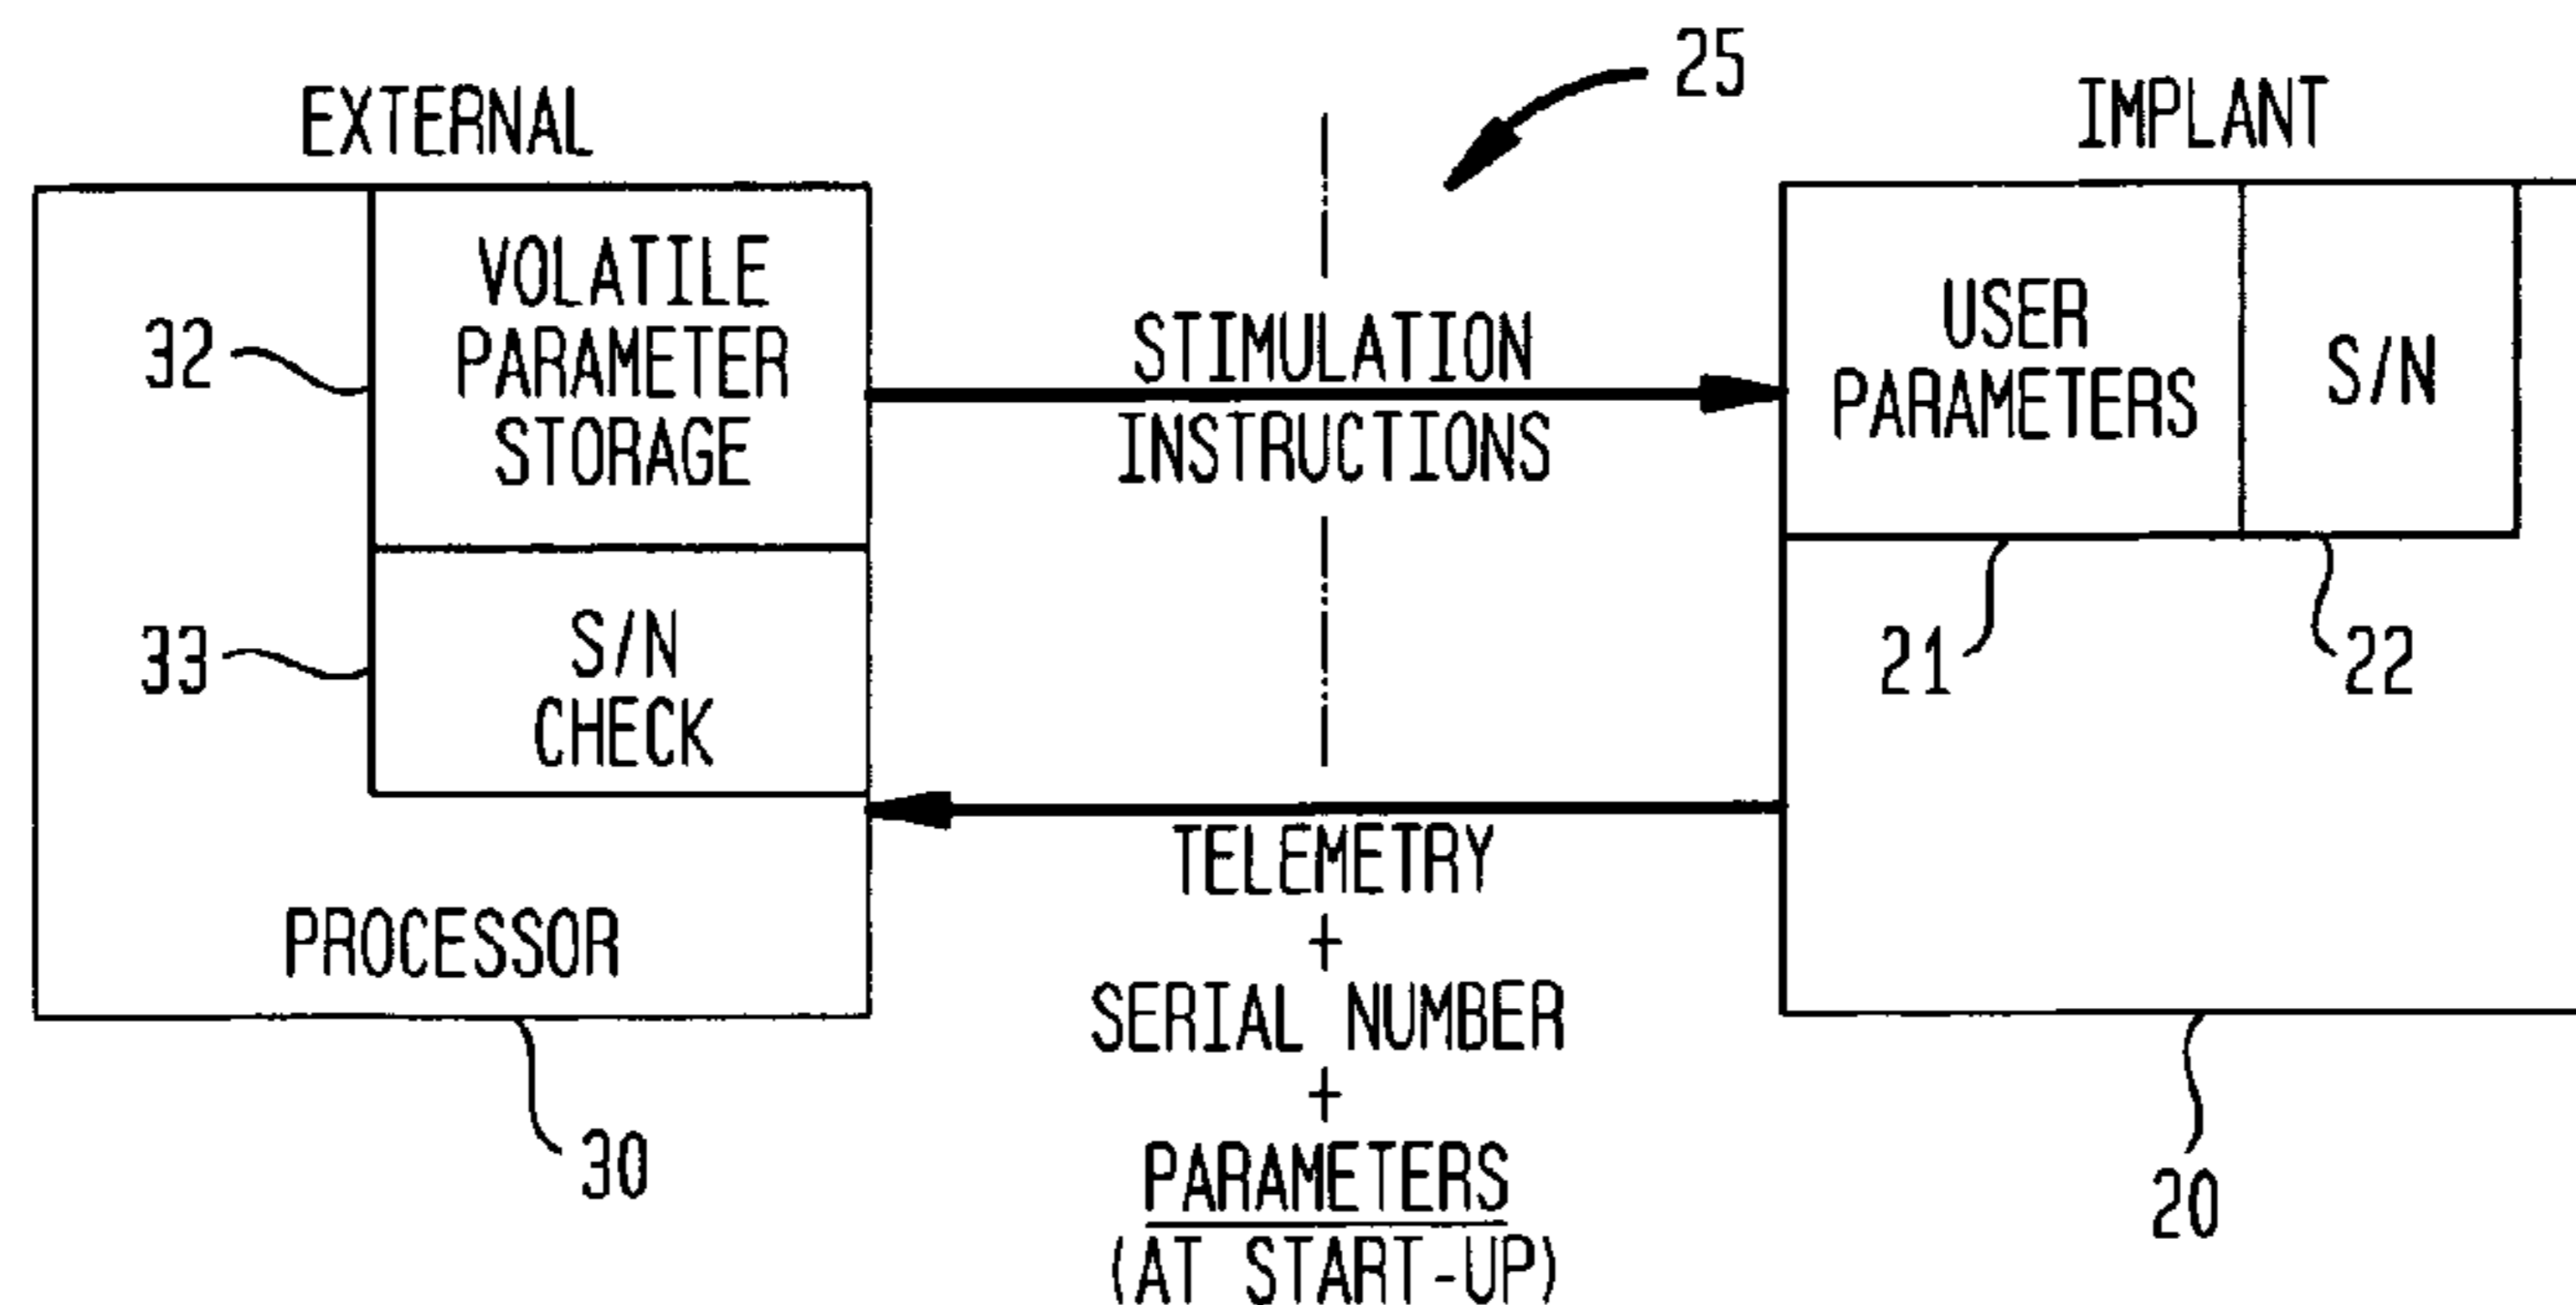 25
EXTERNAL
IMPLANT
VOLATILE
PARAMETER
STORAGE
32
S/N
CHECK
33
PROCESSOR
30
STIMULATION
INSTRUCTIONS
TELEMETRY
+
SERIAL NUMBER
+
PARAMETERS
(AT START-UP)
USER
PARAMETERS
S/N
21
22
20